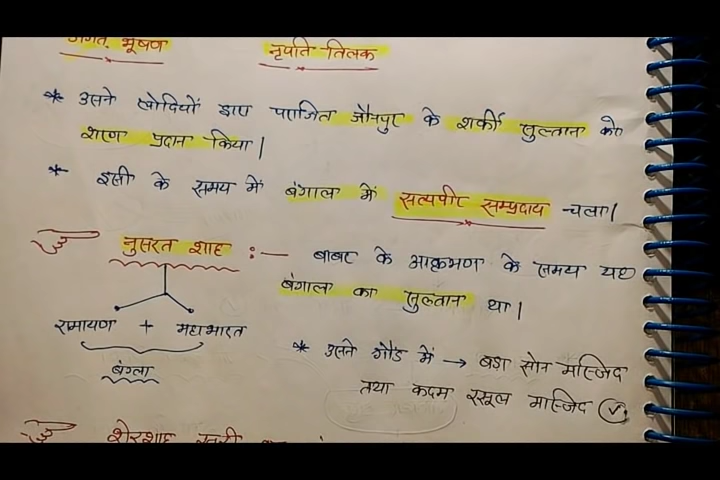 जगत भूषण नृपति तिलक
* उसने लोदियों द्वारा पराजित जौनपुर के शर्की सुल्तान को
शरण प्रदान किया |
* इसी के समय में बंगाल में सत्यपीर सम्प्रदाय चला |
नुसरत शाह :- बाबर के आक्रमण के समय यह
बंगाल का सुल्तान था |
रामायण + महाभारत
बंग्ला
* उसने गौड में → बड़ा सोना मस्जिद
तथा कदम रसूल मस्जिद
शेरशाह